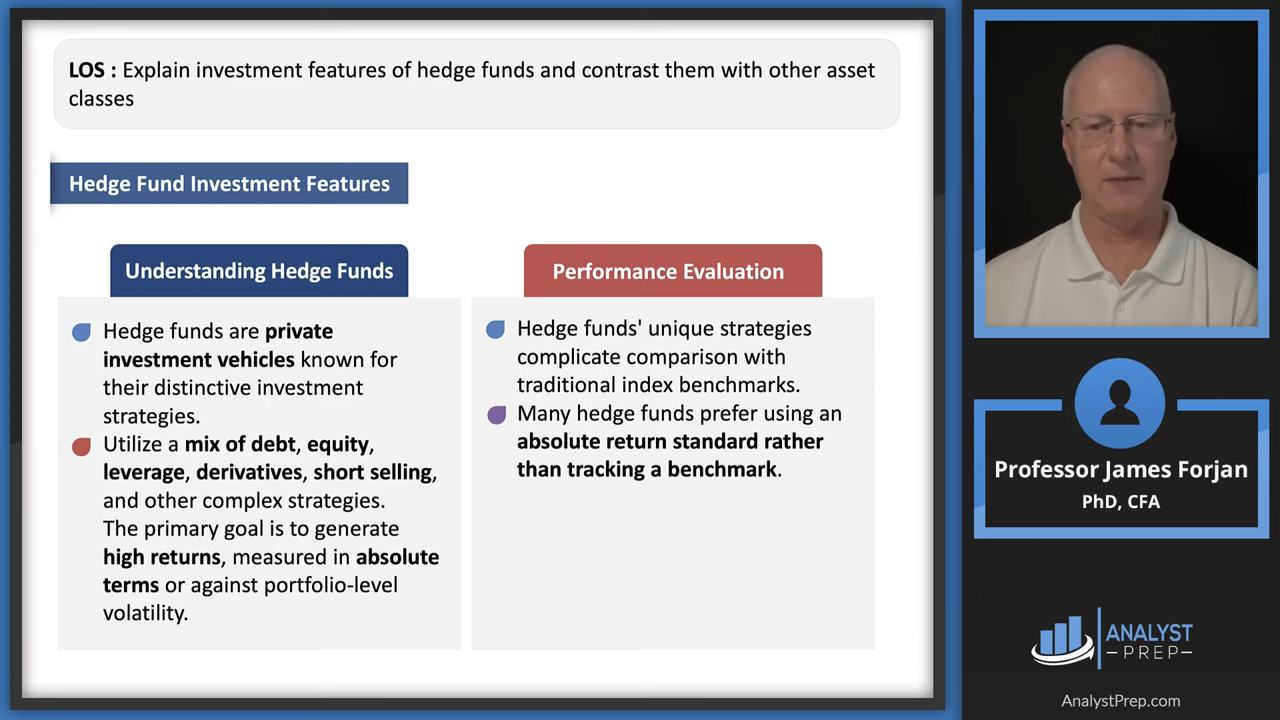 LOS : Explain investment features of hedge funds and contrast them with other asset
classes
Hedge Fund Investment Features
Understanding Hedge Funds
Hedge funds are private
investment vehicles known for
their distinctive investment
strategies.
Utilize a mix of debt, equity,
leverage, derivatives, short selling,
and other complex strategies.
The primary goal is to generate
high returns, measured in absolute
terms or against portfolio-level
volatility.
Performance Evaluation
Hedge funds' unique strategies
complicate comparison with
traditional index benchmarks.
Many hedge funds prefer using an
absolute return standard rather
than tracking a benchmark.
Professor James Forjan
PhD, CFA
ANALYST
PREP
AnalystPrep.com